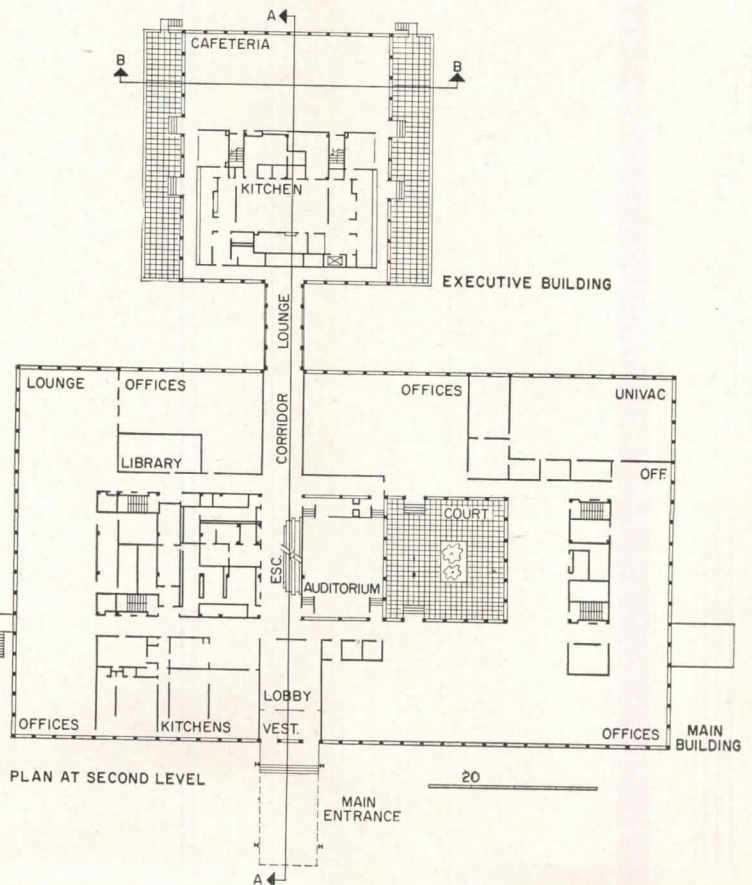 A
CAFETERIA
B
B
KITCHEN
EXECUTIVE BUILDING
LOUNGE
LOUNGE
OFFICES
OFFICES
UNIVAC
CORRIDOR
LIBRARY
OFF.
COURT
ESC.
AUDITORIUM
LOBBY
OFFICES
KITCHENS
VEST.
OFFICES
MAIN
BUILDING
PLAN AT SECOND LEVEL
20
MAIN
ENTRANCE
A